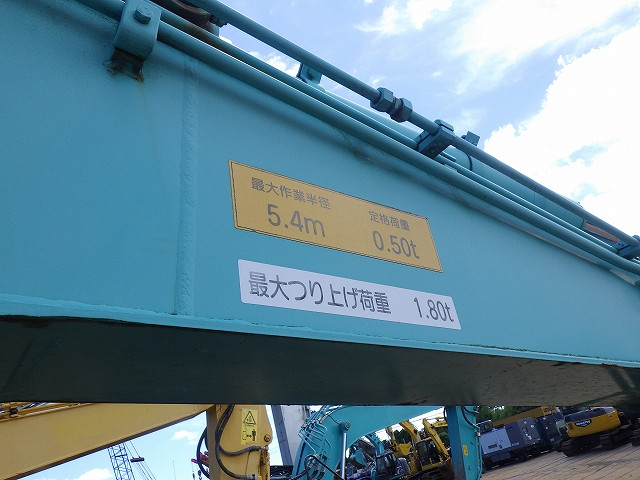 最大作業半径 定格荷重
5.4m 0.50t
最大つり上げ荷重 1.80t